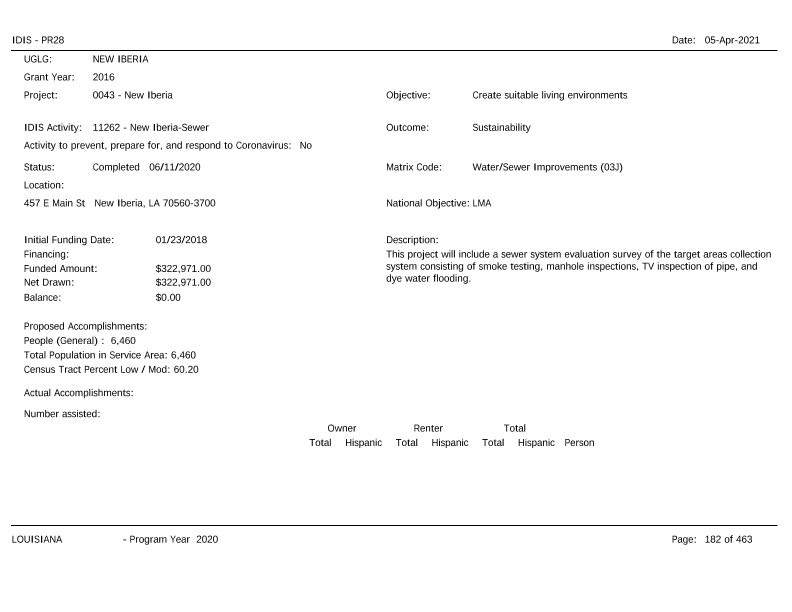 IDIS - PR28 Date: 05-Apr-2021
UGLG: NEW IBERIA
Grant Year: 2016
Project: 0043 - New Iberia Objective: Create suitable living environments
IDIS Activity: 11262 - New Iberia-Sewer Outcome: Sustainability
Activity to prevent, prepare for, and respond to Coronavirus: No
Status: Completed 06/11/2020 Matrix Code: Water/Sewer Improvements (03J)
Location:
457 E Main St New Iberia, LA 70560-3700 National Objective: LMA
Initial Funding Date: 01/23/2018 Description:
Financing: This project will include a sewer system evaluation survey of the target areas collection
Funded Amount: $322,971.00 system consisting of smoke testing, manhole inspections, TV inspection of pipe, and
Net Drawn: $322,971.00 dye water flooding.
Balance: $0.00
Proposed Accomplishments:
People (General) : 6,460
Total Population in Service Area: 6,460
Census Tract Percent Low / Mod: 60.20
Actual Accomplishments:
Number assisted:
Owner Renter Total
Total Hispanic Total Hispanic Total Hispanic Person
LOUISIANA - Program Year 2020 Page: 182 of 463